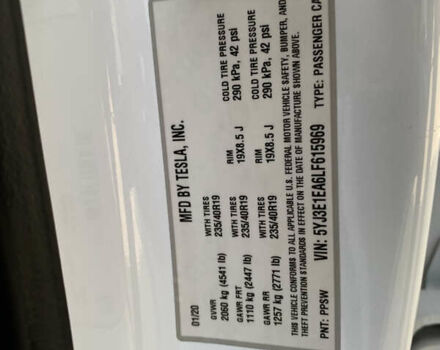 MFD BY TESLA, INC.
01/20
GVWR WITH TIRES RIM COLD TIRE PRESSURE
2060 kg (4541 lb) 235/40R19 19X8.5 J 290 kPa, 42 psi
GAWR FRT WITH TIRES RIM COLD TIRE PRESSURE
1110 kg (2447 lb) 235/40R19 19X8.5 J 290 kPa, 42 psi
GAWR RR
1257 kg (2771 lb) 235/40R19
THIS VEHICLE CONFORMS TO ALL APPLICABLE U.S. FEDERAL MOTOR VEHICLE SAFETY, BUMPER, AND
THEFT PREVENTION STANDARDS IN EFFECT ON THE DATE OF MANUFACTURE SHOWN ABOVE.
VIN: 5YJ3E1EA6LF615969
PNT: PPSW TYPE: PASSENGER CA